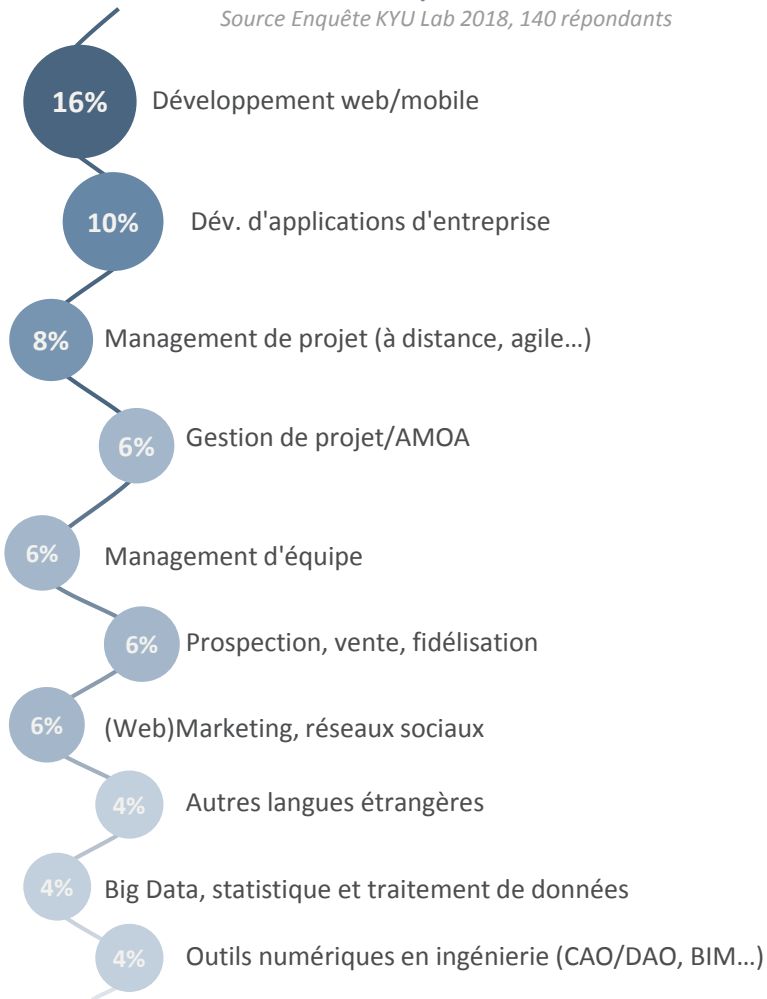 Source Enquête KYU Lab 2018, 140 répondants
16% Développement web/mobile
10% Dév. d'applications d'entreprise
8% Management de projet (à distance, agile…)
6% Gestion de projet/AMOA
6% Management d'équipe
6% Prospection, vente, fidélisation
6% (Web)Marketing, réseaux sociaux
4% Autres langues étrangères
4% Big Data, statistique et traitement de données
4% Outils numériques en ingénierie (CAO/DAO, BIM…)